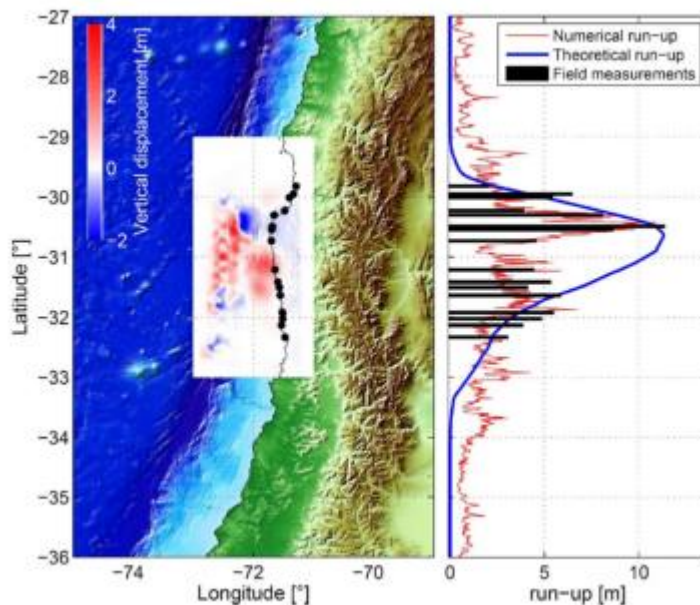 −27
−28
−29
−30
−31
−32
−33
−34
−35
−36
Latitude [°]
4
2
0
−2
Vertical displacement [m]
−74
−72
−70
Longitude [°]
Numerical run-up
Theoretical run-up
Field measurements
0
5
10
run-up [m]